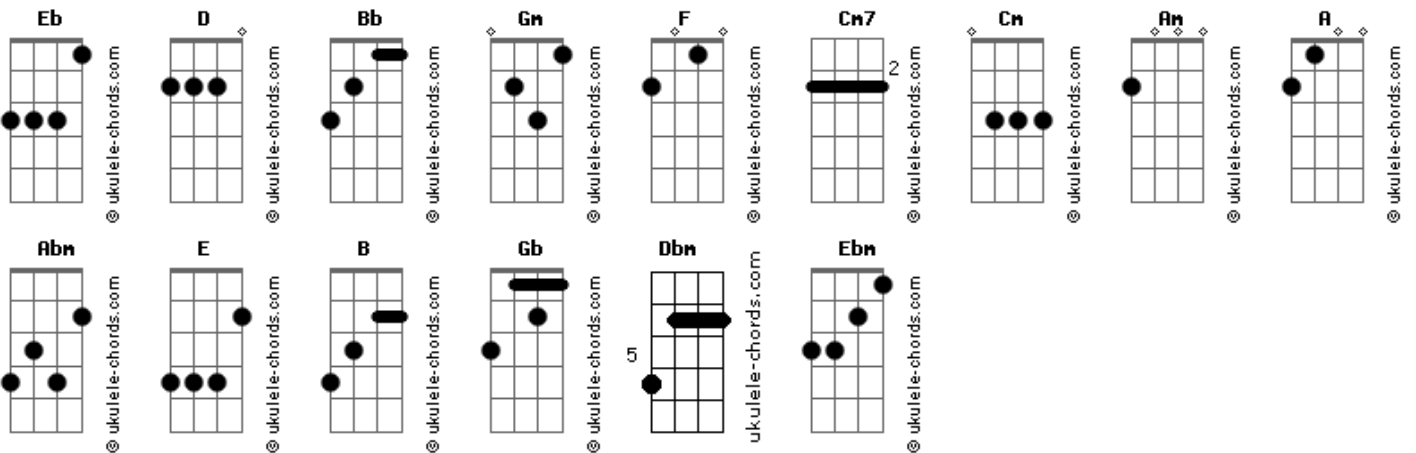 Eb D Bb Gm F Cm7 Cm Am A
© ukulele-chords.com © ukulele-chords.com © ukulele-chords.com © ukulele-chords.com © ukulele-chords.com 2 © ukulele-chords.com © ukulele-chords.com © ukulele-chords.com © ukulele-chords.com
Abm E B Gb Dbm Ebm
© ukulele-chords.com © ukulele-chords.com © ukulele-chords.com © ukulele-chords.com 5 ukulele-chords.com © ukulele-chords.com